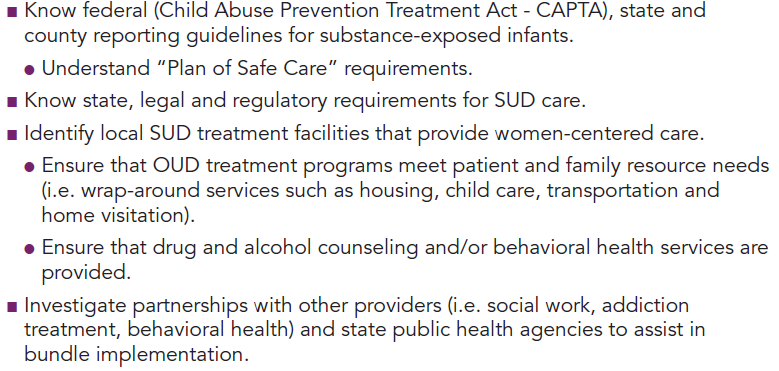 ■ Know federal (Child Abuse Prevention Treatment Act - CAPTA), state and
county reporting guidelines for substance-exposed infants.
● Understand “Plan of Safe Care” requirements.
■ Know state, legal and regulatory requirements for SUD care.
■ Identify local SUD treatment facilities that provide women-centered care.
● Ensure that OUD treatment programs meet patient and family resource needs
(i.e. wrap-around services such as housing, child care, transportation and
home visitation).
● Ensure that drug and alcohol counseling and/or behavioral health services are
provided.
■ Investigate partnerships with other providers (i.e. social work, addiction
treatment, behavioral health) and state public health agencies to assist in
bundle implementation.